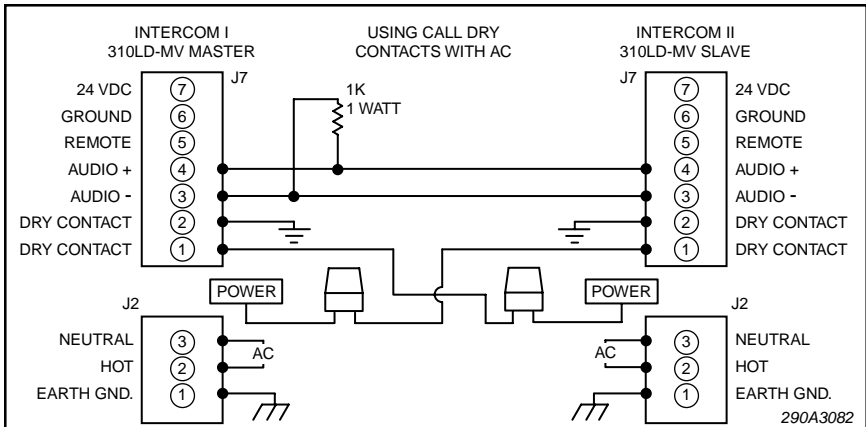 INTERCOM I
310LD-MV MASTER
USING CALL DRY
CONTACTS WITH AC
INTERCOM II
310LD-MV SLAVE
J7
24 VDC 7
GROUND 6
REMOTE 5
AUDIO + 4
AUDIO - 3
DRY CONTACT 2
DRY CONTACT 1
1K
1 WATT
J7
7 24 VDC
6 GROUND
5 REMOTE
4 AUDIO +
3 AUDIO -
2 DRY CONTACT
1 DRY CONTACT
POWER
POWER
J2
NEUTRAL 3
HOT 2
EARTH GND. 1
AC
J2
AC
3 NEUTRAL
2 HOT
1 EARTH GND.
290A3082